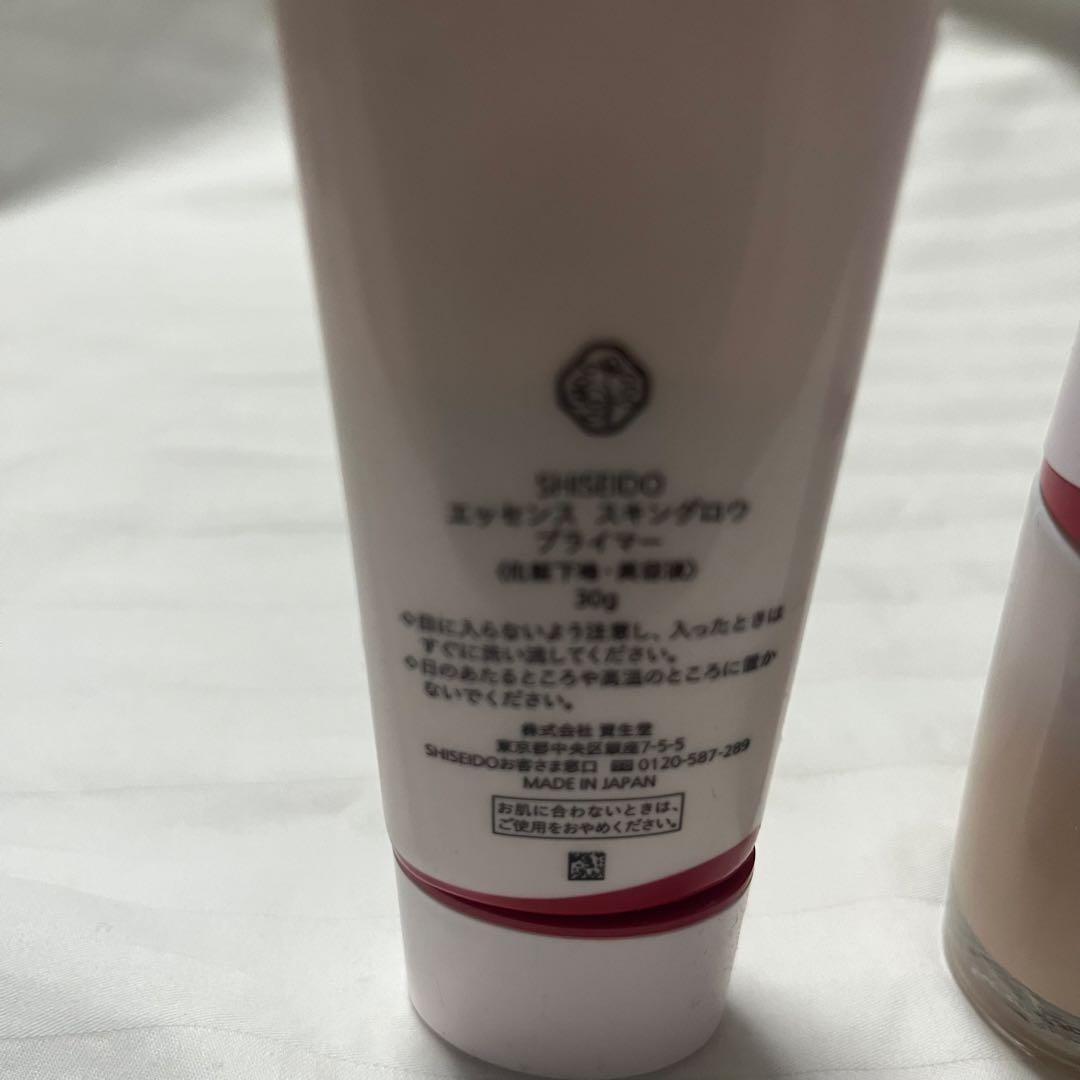 SHISEIDO
エッセンス スキングロウ
プライマー
〈化粧下地・美容液〉
30g
✧目に入らないよう注意し、入ったときは
すぐに洗い流してください。
✧日のあたるところや高温のところに置か
ないでください。
株式会社 資生堂
東京都中央区銀座7-5-5
SHISEIDOお客さま窓口 0120-587-289
MADE IN JAPAN
お肌に合わないときは、
ご使用をおやめください。